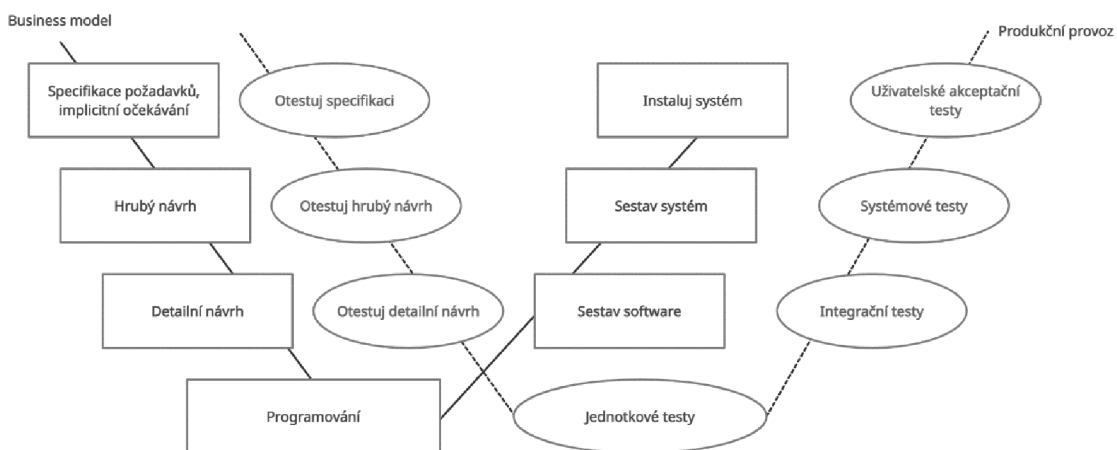 Business model
Produkční provoz
Specifikace požadavků,
implicitní očekávání
Otestuj specifikaci
Instaluj systém
Uživatelské akceptační
testy
Hrubý návrh
Otestuj hrubý návrh
Sestav systém
Systémové testy
Detailní návrh
Otestuj detailní návrh
Sestav software
Integrační testy
Programování
Jednotkové testy